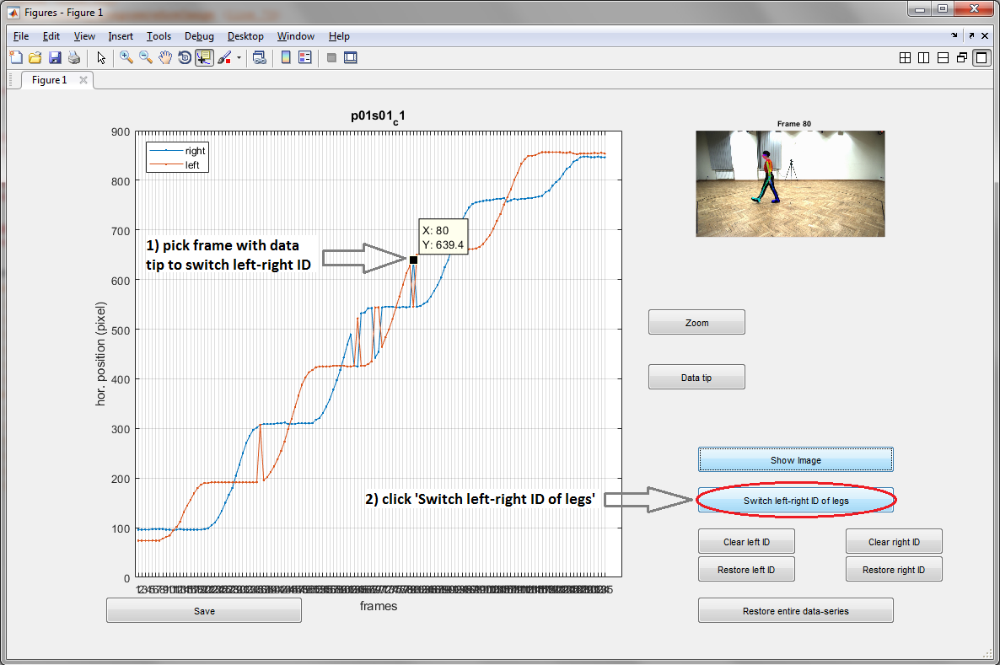 Figures - Figure 1
File Edit View Insert Tools Debug Desktop Window Help
Figure 1
p01s01c1
Frame 80
900
800
700
600
500
400
300
200
100
0
right
left
X: 80
Y: 639.4
1) pick frame with data
tip to switch left-right ID
hor. position (pixel)
frames
Zoom
Data tip
Show Image
2) click 'Switch left-right ID of legs'
Switch left-right ID of legs
Clear left ID
Clear right ID
Restore left ID
Restore right ID
Save
Restore entire data-series